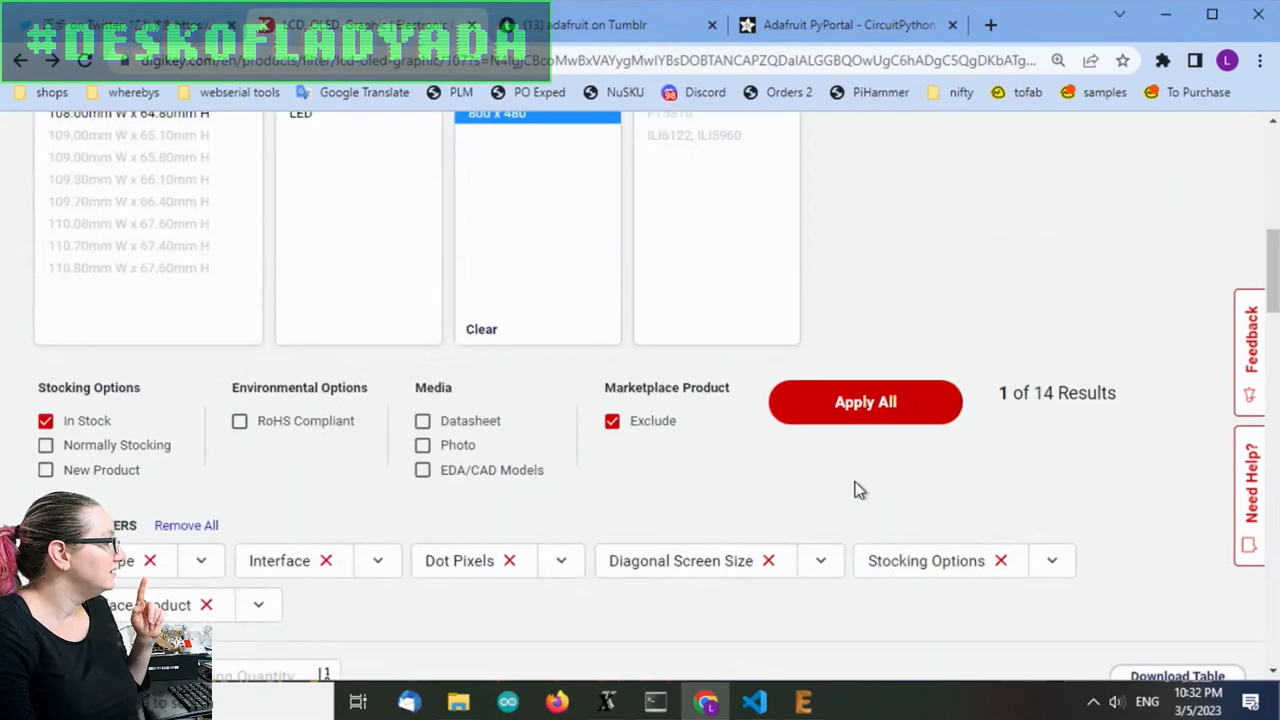 #DESKOFLADYADA
LCD, OLED, Graphic | Electronic
(13) adafruit on Tumblr
Adafruit PyPortal - CircuitPython
shops
wherebys
webserial tools
Google Translate
PLM
PO Exped
NuSKU
Discord
Orders 2
PiHammer
nifty
tofab
samples
To Purchase
108.00mm W x 64.80mm H
109.00mm W x 65.10mm H
109.00mm W x 65.80mm H
109.30mm W x 66.10mm H
109.70mm W x 66.40mm H
110.08mm W x 67.60mm H
110.70mm W x 67.40mm H
110.80mm W x 67.60mm H
LED
800 x 480
Clear
ILI6122, ILI5960
Stocking Options
In Stock
Normally Stocking
New Product
Environmental Options
RoHS Compliant
Media
Datasheet
Photo
EDA/CAD Models
Marketplace Product
Exclude
Apply All
1 of 14 Results
Feedback
Need Help?
Remove All
Interface
Dot Pixels
Diagonal Screen Size
Stocking Options
Quantity
Download Table
ENG
10:32 PM
3/5/2023